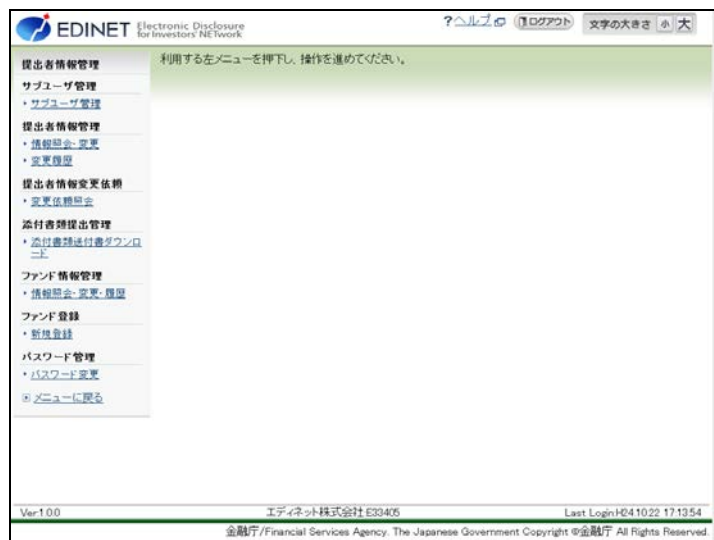 EDINET Electronic Disclosure
for Investors' NETwork
?ヘルプ ログアウト 文字の大きさ 小 大
利用する左メニューを押下し、操作を進めてください。
提出者情報管理
サブユーザ管理
・サブユーザ管理
提出者情報管理
・情報照会・変更
・変更履歴
提出者情報変更依頼
・変更依頼照会
添付書類提出管理
・添付書類送付書ダウンロ
ード
ファンド情報管理
・情報照会・変更・履歴
ファンド登録
・新規登録
パスワード管理
・パスワード変更
メニューに戻る
Ver.1.0.0 エディネット株式会社 E33405 Last Login:H24.10.22 17:13:54
金融庁/Financial Services Agency. The Japanese Government Copyright ©金融庁 All Rights Reserved.